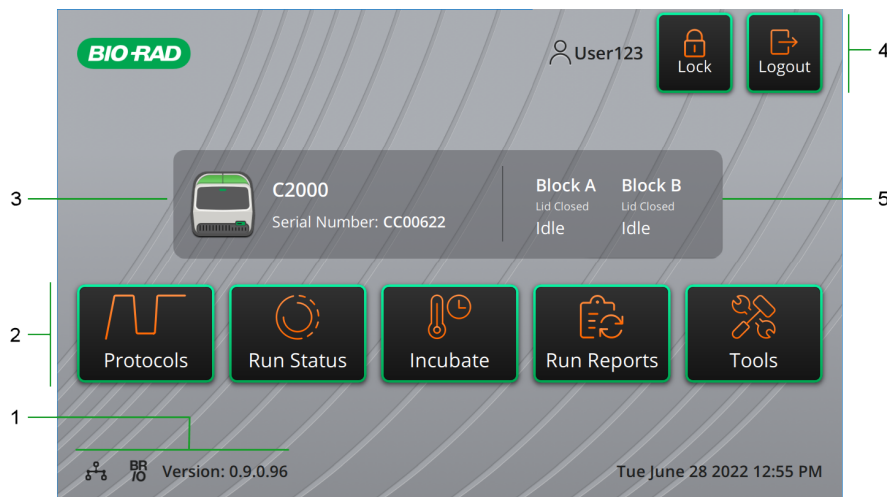 BIO-RAD
User123
Lock
Logout
4
3
C2000
Serial Number: CC00622
Block A
Lid Closed
Idle
Block B
Lid Closed
Idle
5
2
Protocols
Run Status
Incubate
Run Reports
Tools
1
BR
IO
Version: 0.9.0.96
Tue June 28 2022 12:55 PM